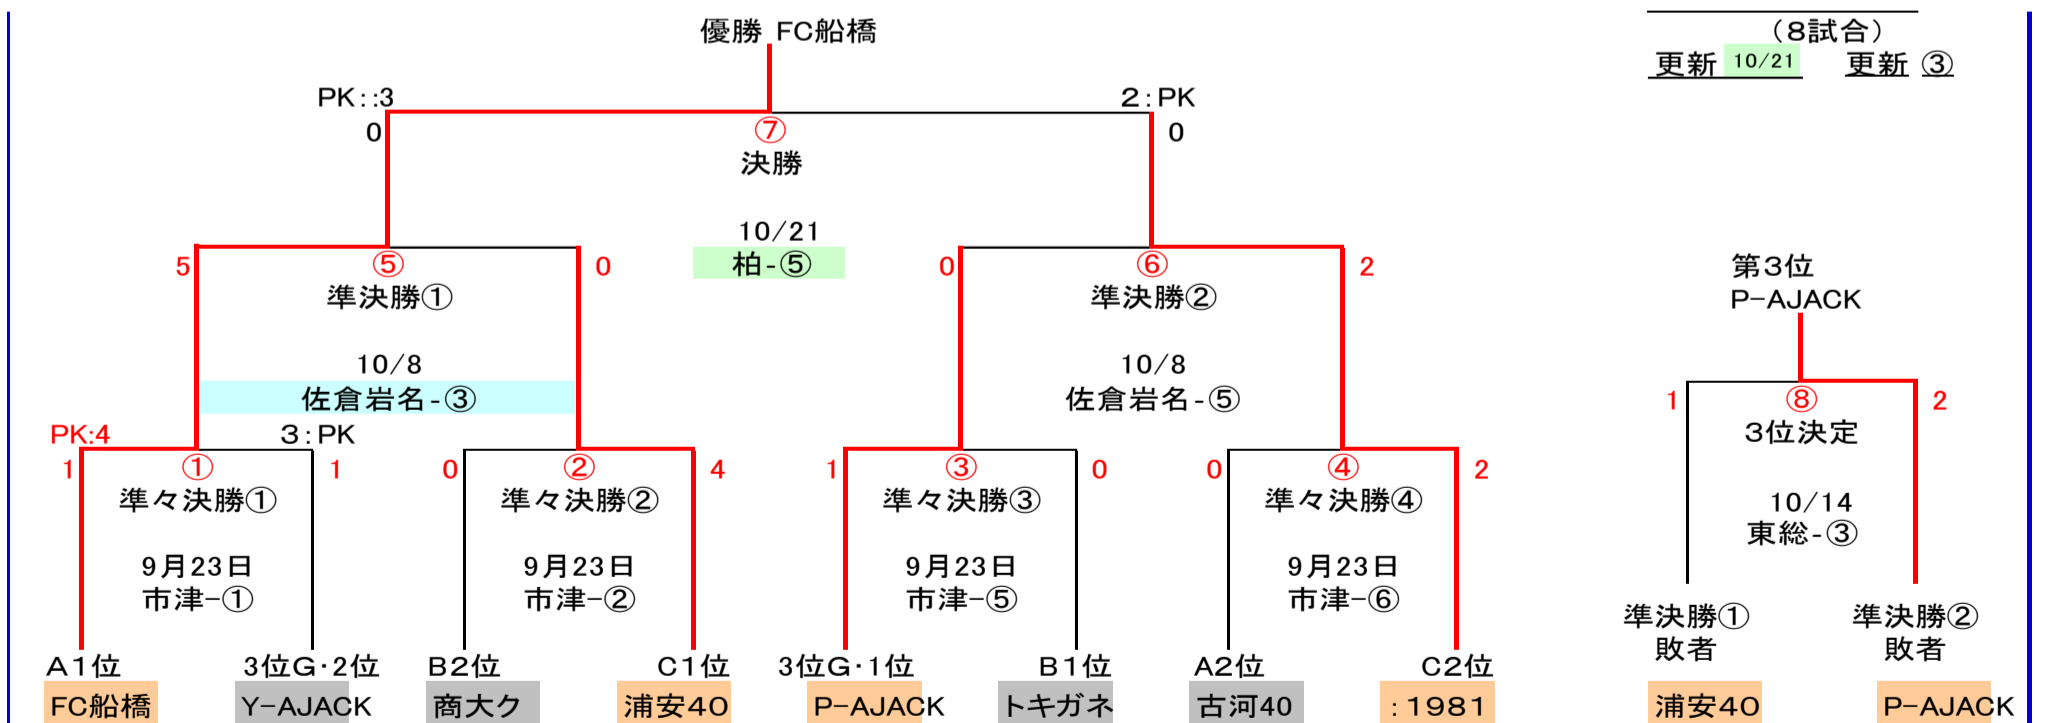 優勝 FC船橋
(8試合)
更新 10/21 更新 ③
PK::3 2:PK
0 ⑦ 0
決勝
10/21
柏-⑤
5 ⑤ 0 0 ⑥ 2
準決勝① 準決勝②
第3位
P-AJACK
10/8 10/8
佐倉岩名-③ 佐倉岩名-⑤
1 ⑧ 2
3位決定
PK:4 3:PK
1 ① 1 0 ② 4 1 ③ 0 0 ④ 2
準々決勝① 準々決勝② 準々決勝③ 準々決勝④
10/14
東総-③
9月23日 9月23日 9月23日 9月23日
市津-① 市津-② 市津-⑤ 市津-⑥
準決勝① 準決勝②
敗者 敗者
A1位 3位G・2位 B2位 C1位 3位G・1位 B1位 A2位 C2位
FC船橋 Y-AJACK 商大ク 浦安40 P-AJACK トキガネ 古河40 :1981 浦安40 P-AJACK